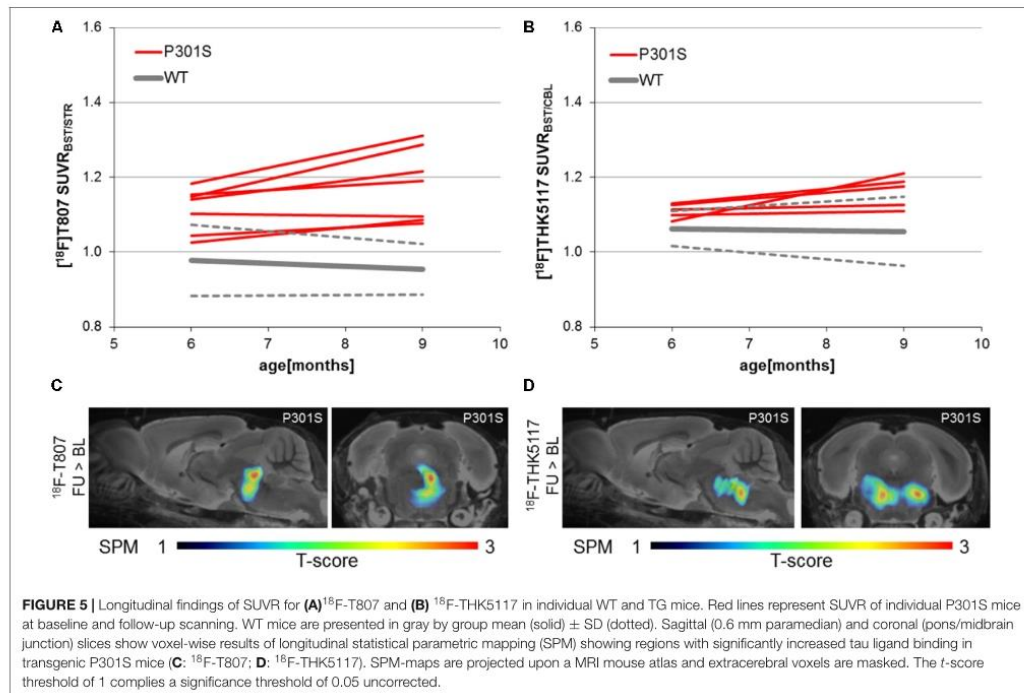 A
1.6
1.4
1.2
1.0
0.8
5
6
7
8
9
10
P301S
WT
[¹⁸F]T807 SUVR_BST/STR
age[months]
B
1.6
1.4
1.2
1.0
0.8
5
6
7
8
9
10
P301S
WT
[¹⁸F]THK5117 SUVR_BST/CBL
age[months]
C
¹⁸F-T807
FU > BL
P301S
P301S
SPM 1 3
T-score
D
¹⁸F-THK5117
FU > BL
P301S
P301S
SPM 1 3
T-score
FIGURE 5 | Longitudinal findings of SUVR for (A)¹⁸F-T807 and (B) ¹⁸F-THK5117 in individual WT and TG mice. Red lines represent SUVR of individual P301S mice
at baseline and follow-up scanning. WT mice are presented in gray by group mean (solid) ± SD (dotted). Sagittal (0.6 mm paramedian) and coronal (pons/midbrain
junction) slices show voxel-wise results of longitudinal statistical parametric mapping (SPM) showing regions with significantly increased tau ligand binding in
transgenic P301S mice (C: ¹⁸F-T807; D: ¹⁸F-THK5117). SPM-maps are projected upon a MRI mouse atlas and extracerebral voxels are masked. The t-score
threshold of 1 complies a significance threshold of 0.05 uncorrected.